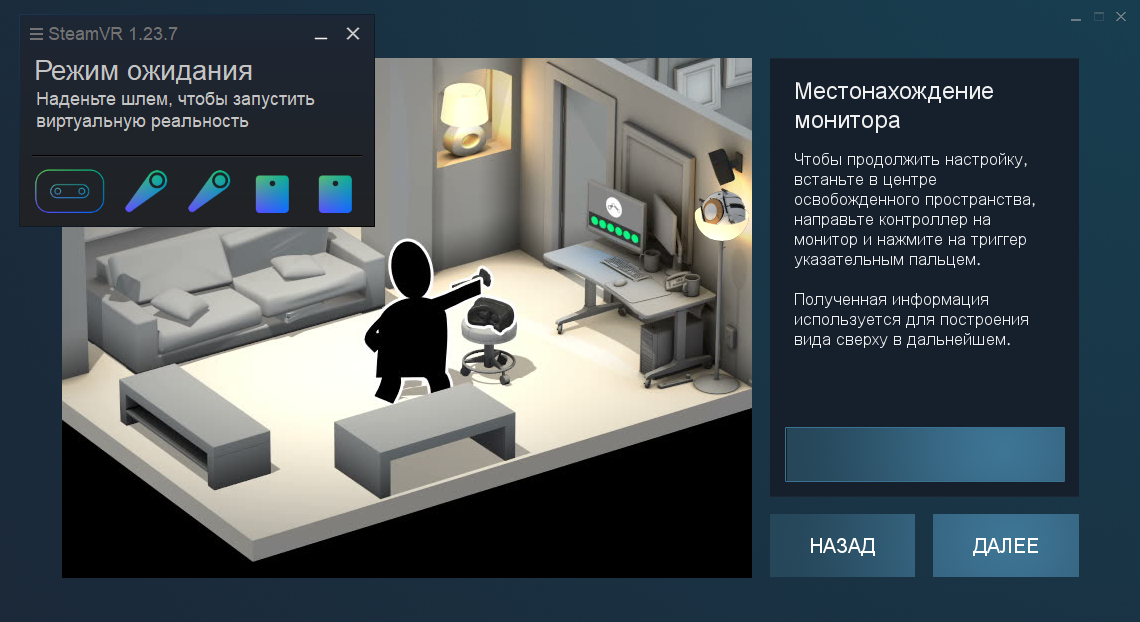 SteamVR 1.23.7
Режим ожидания
Наденьте шлем, чтобы запустить
виртуальную реальность
Местонахождение
монитора
Чтобы продолжить настройку,
встаньте в центре
освобожденного пространства,
направьте контроллер на
монитор и нажмите на триггер
указательным пальцем.
Полученная информация
используется для построения
вида сверху в дальнейшем.
НАЗАД
ДАЛЕЕ